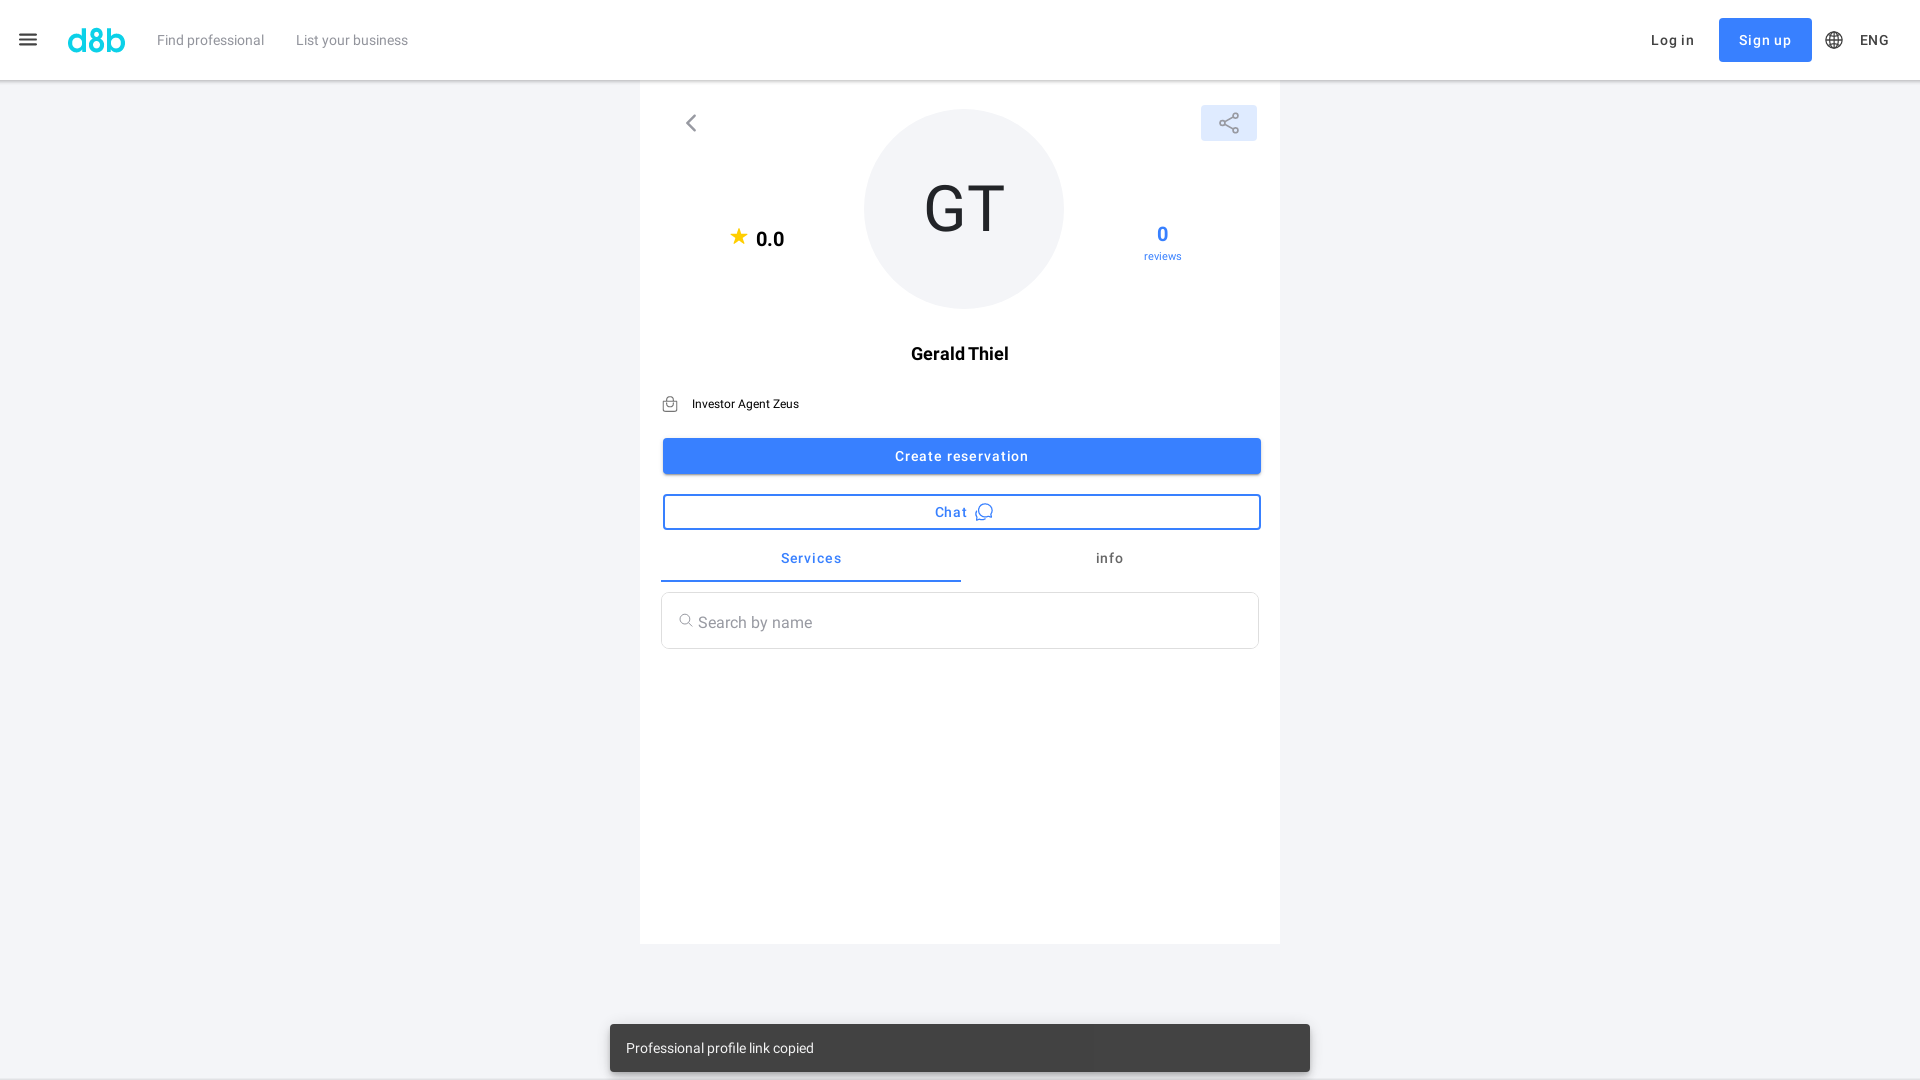 d8b
Find professional
List your business
Log in
Sign up
ENG
GT
0.0
0
reviews
Gerald Thiel
Investor Agent Zeus
Create reservation
Chat
Services
info
Search by name
Professional profile link copied